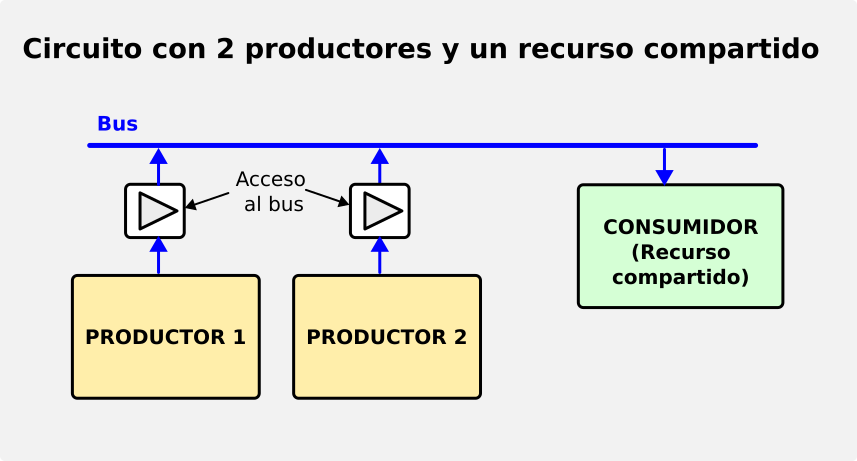 Circuito con 2 productores y un recurso compartido
Bus
Acceso
al bus
CONSUMIDOR
(Recurso
compartido)
PRODUCTOR 1
PRODUCTOR 2